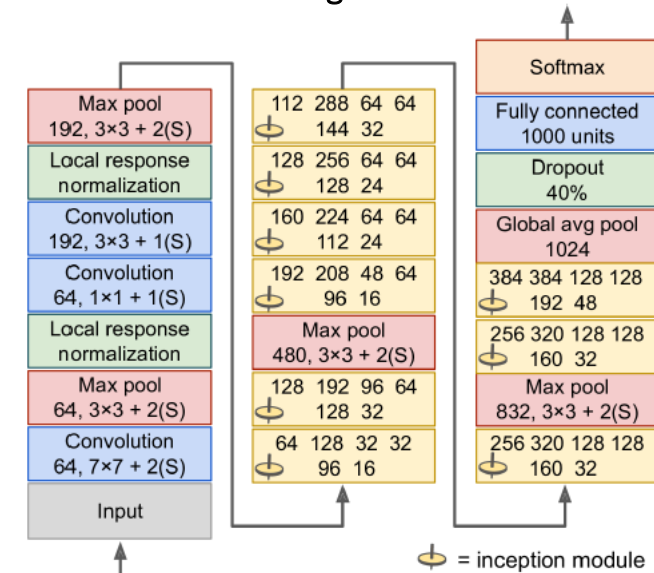 Max pool
192, 3×3 + 2(S)
Local response
normalization
Convolution
192, 3×3 + 1(S)
Convolution
64, 1×1 + 1(S)
Local response
normalization
Max pool
64, 3×3 + 2(S)
Convolution
64, 7×7 + 2(S)
Input
112 288 64 64
144 32
128 256 64 64
128 24
160 224 64 64
112 24
192 208 48 64
96 16
Max pool
480, 3×3 + 2(S)
128 192 96 64
128 32
64 128 32 32
96 16
Softmax
Fully connected
1000 units
Dropout
40%
Global avg pool
1024
384 384 128 128
192 48
256 320 128 128
160 32
Max pool
832, 3×3 + 2(S)
256 320 128 128
160 32
= inception module